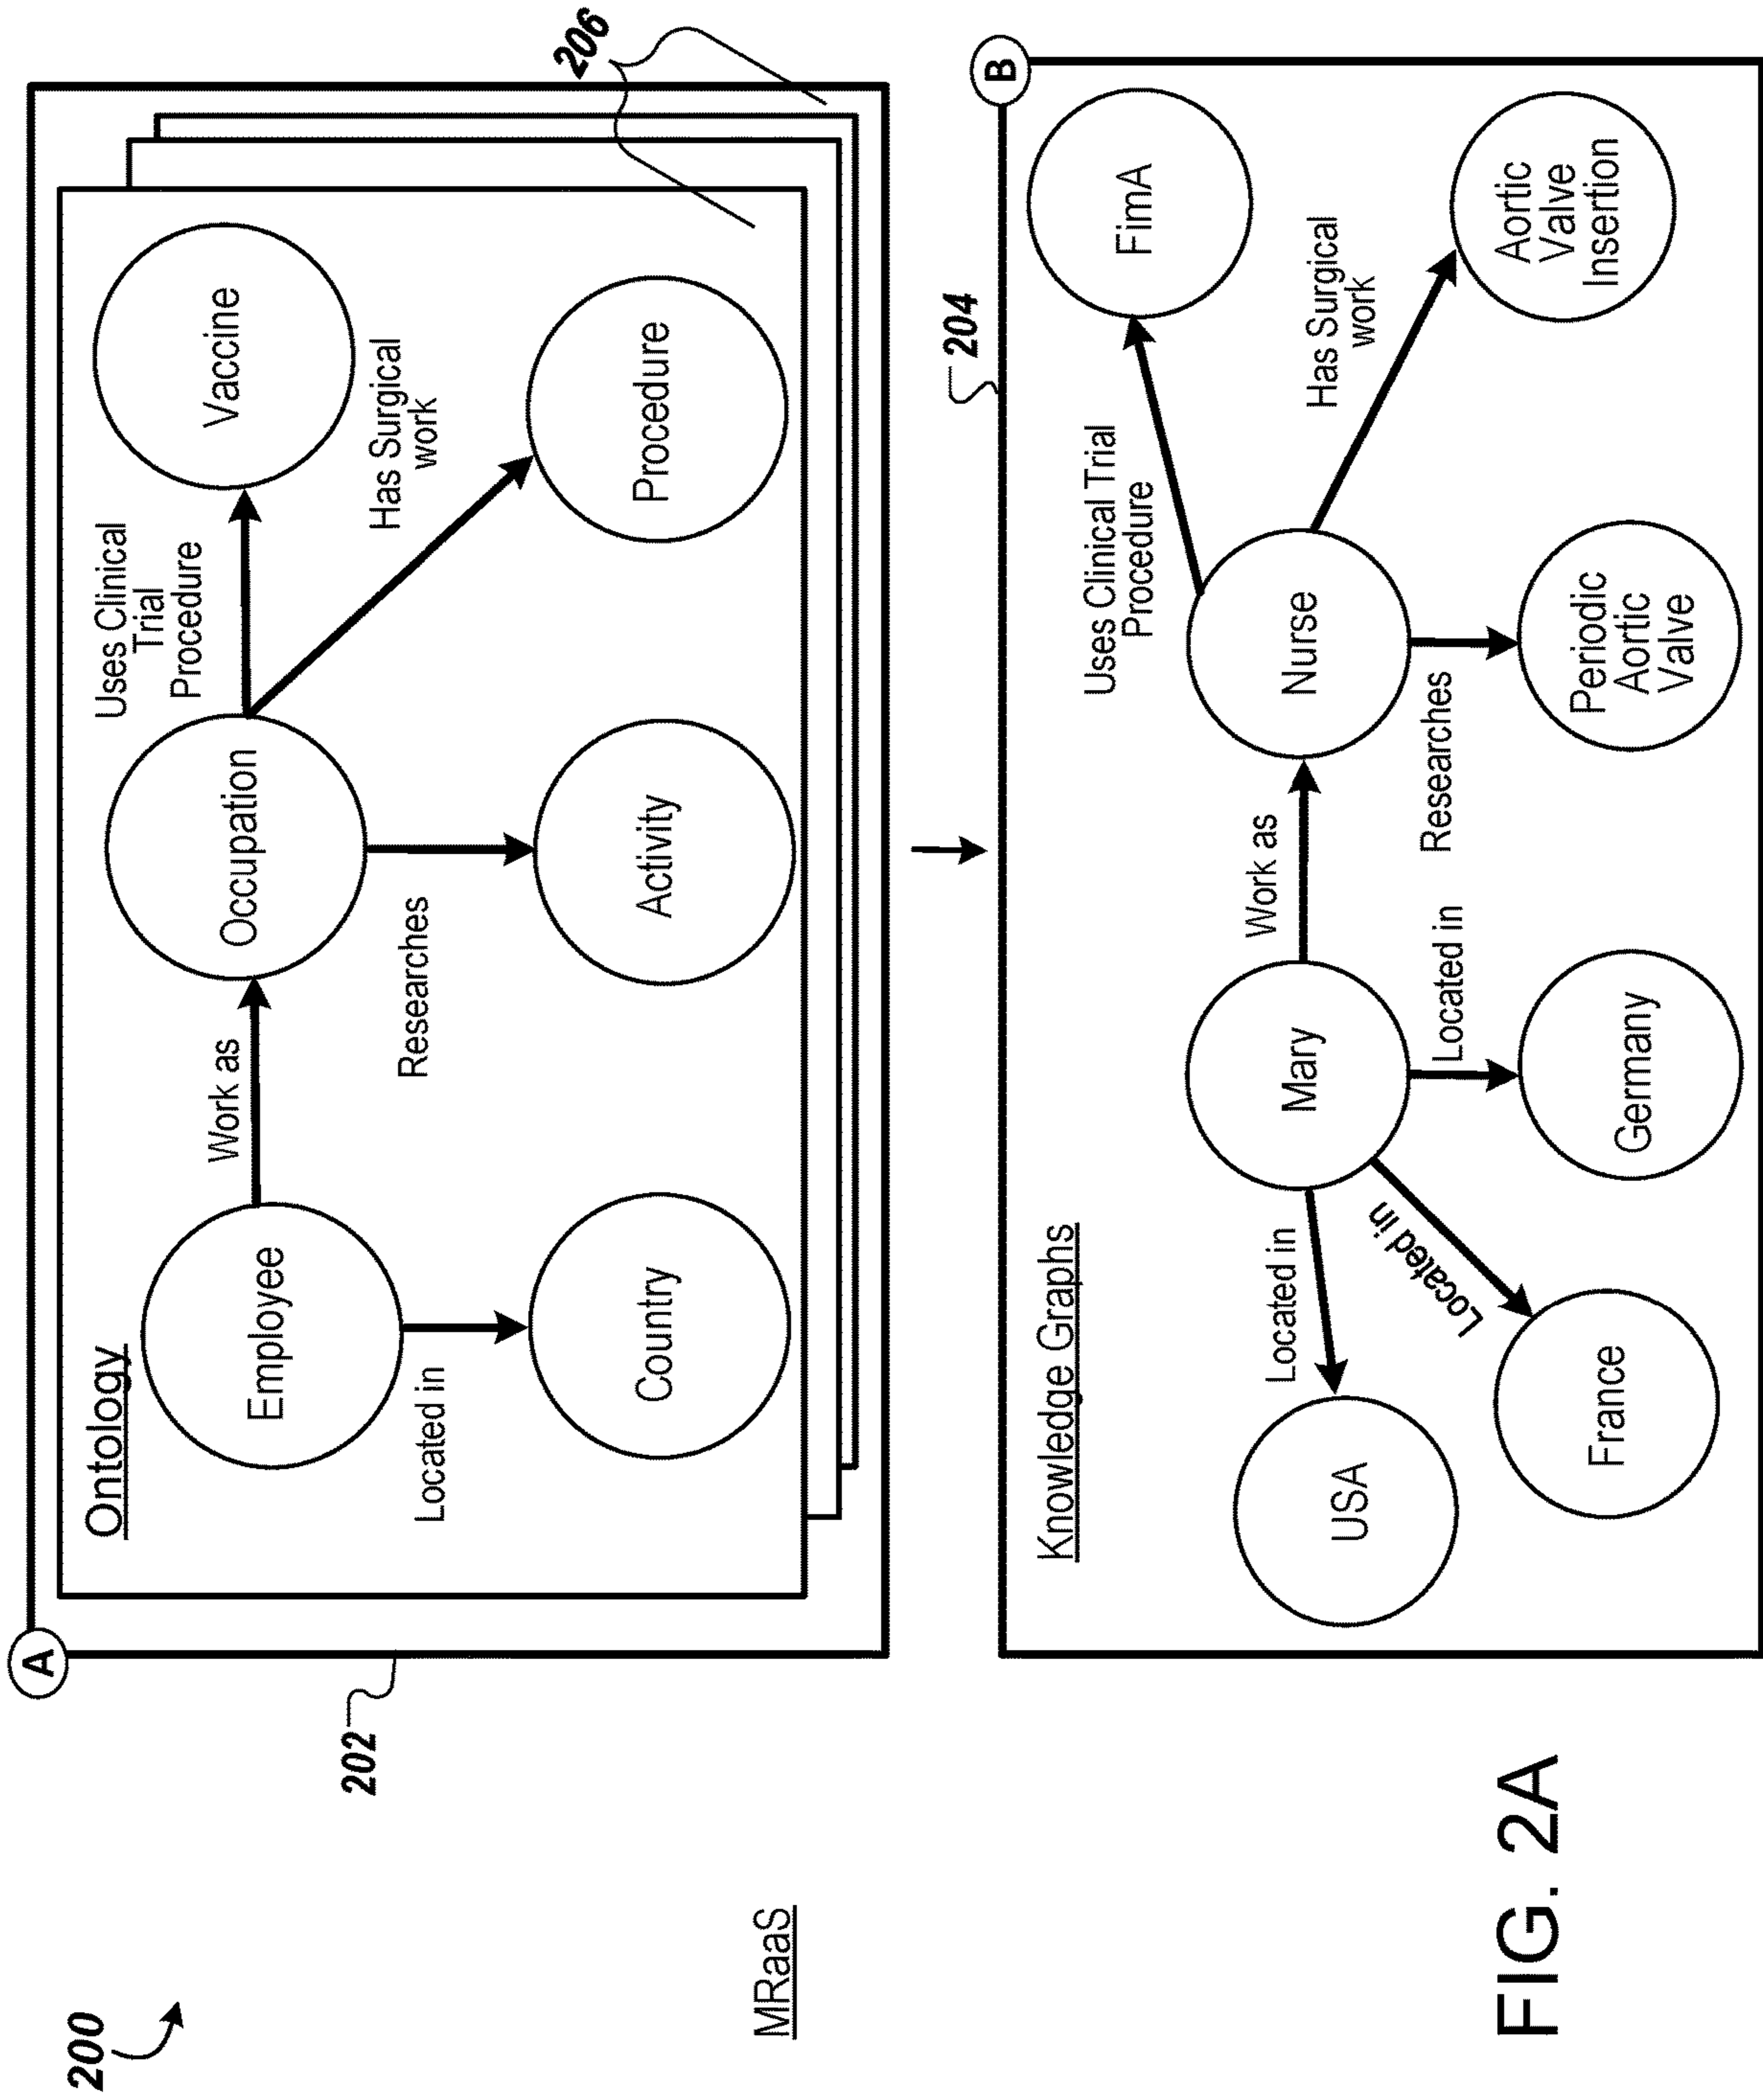 200
MRaaS
A
202
206
Ontology
Employee
Work as
Occupation
Uses Clinical
Trial
Procedure
Vaccine
Located in
Country
Researches
Activity
Has Surgical
work
Procedure
B
204
Knowledge Graphs
USA
Located in
Located in
France
Mary
Located in
Germany
Work as
Nurse
Researches
Periodic
Aortic
Valve
Uses Clinical Trial
Procedure
FimA
Has Surgical
work
Aortic
Valve
Insertion
FIG. 2A